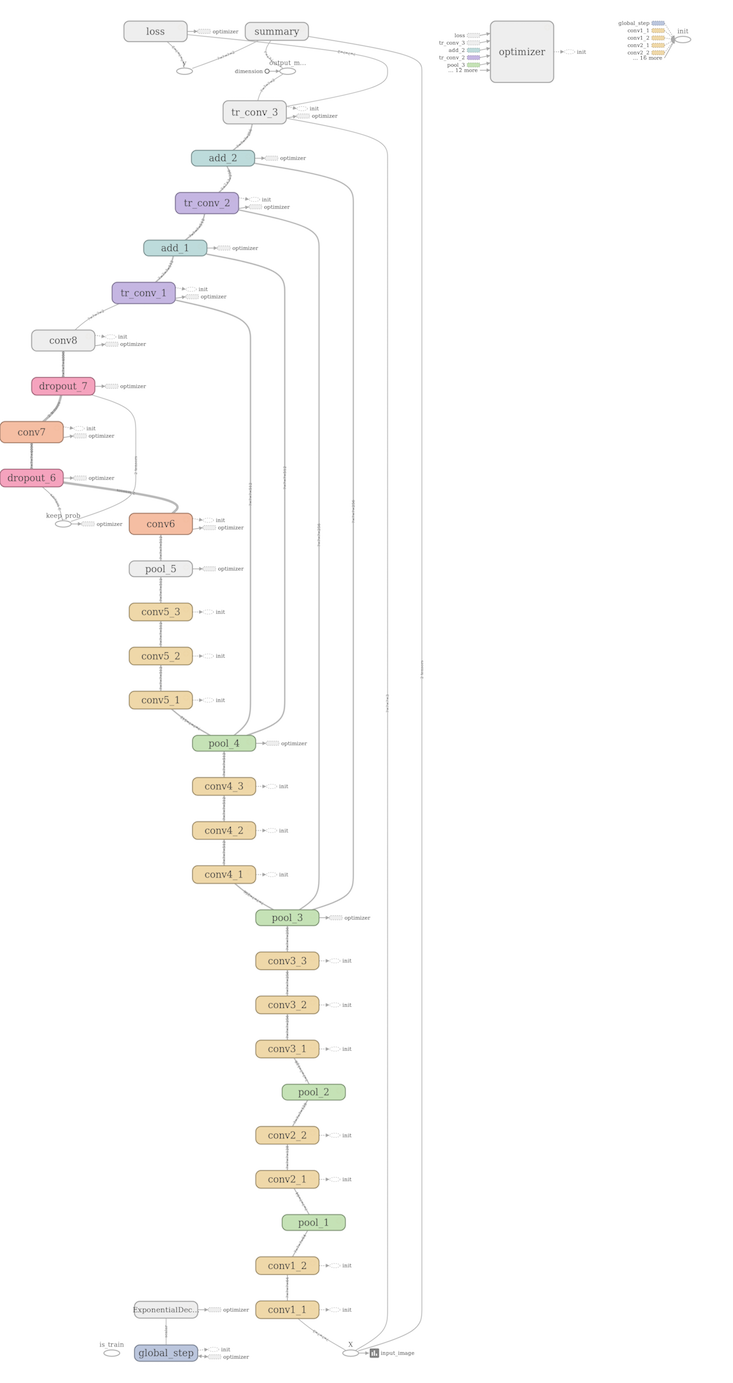 loss
optimizer
summary
output_m...
dimension
tr_conv_3
init
optimizer
add_2
optimizer
tr_conv_2
init
optimizer
add_1
optimizer
tr_conv_1
init
optimizer
conv8
init
optimizer
dropout_7
optimizer
conv7
init
optimizer
dropout_6
optimizer
keep_prob
optimizer
conv6
init
optimizer
pool_5
optimizer
conv5_3
init
conv5_2
init
conv5_1
init
pool_4
optimizer
conv4_3
init
conv4_2
init
conv4_1
init
pool_3
optimizer
conv3_3
init
conv3_2
init
conv3_1
init
pool_2
conv2_2
init
conv2_1
init
pool_1
conv1_2
init
conv1_1
init
ExponentialDec...
optimizer
is_train
global_step
init
optimizer
X
input_image
loss
tr_conv_3
add_2
tr_conv_2
pool_3
... 12 more
optimizer
init
global_step
conv1_1
conv1_2
conv2_1
conv2_2
... 16 more
init